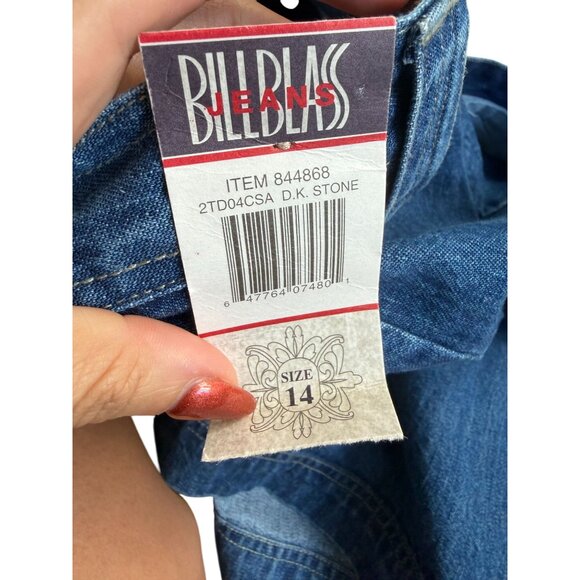 BILLBLASS
JEANS
ITEM 844868
2TD04CSA D.K. STONE
6 47764 07480 1
SIZE
14